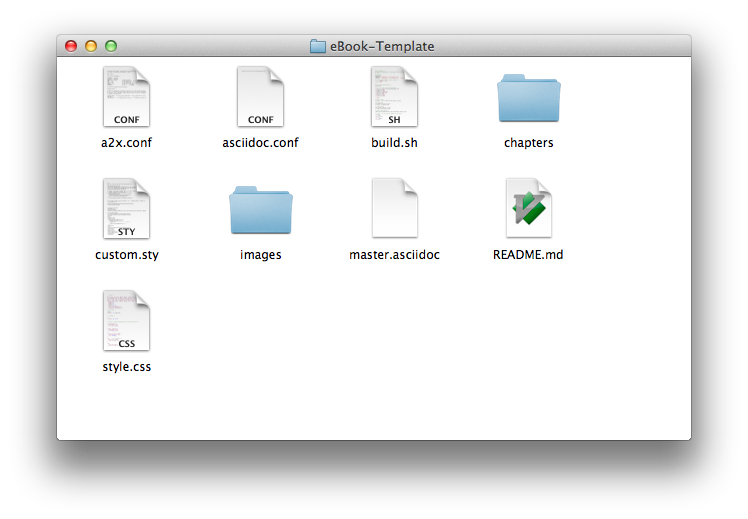 eBook-Template
CONF
CONF
SH
a2x.conf
asciidoc.conf
build.sh
chapters
STY
custom.sty
images
master.asciidoc
README.md
CSS
style.css